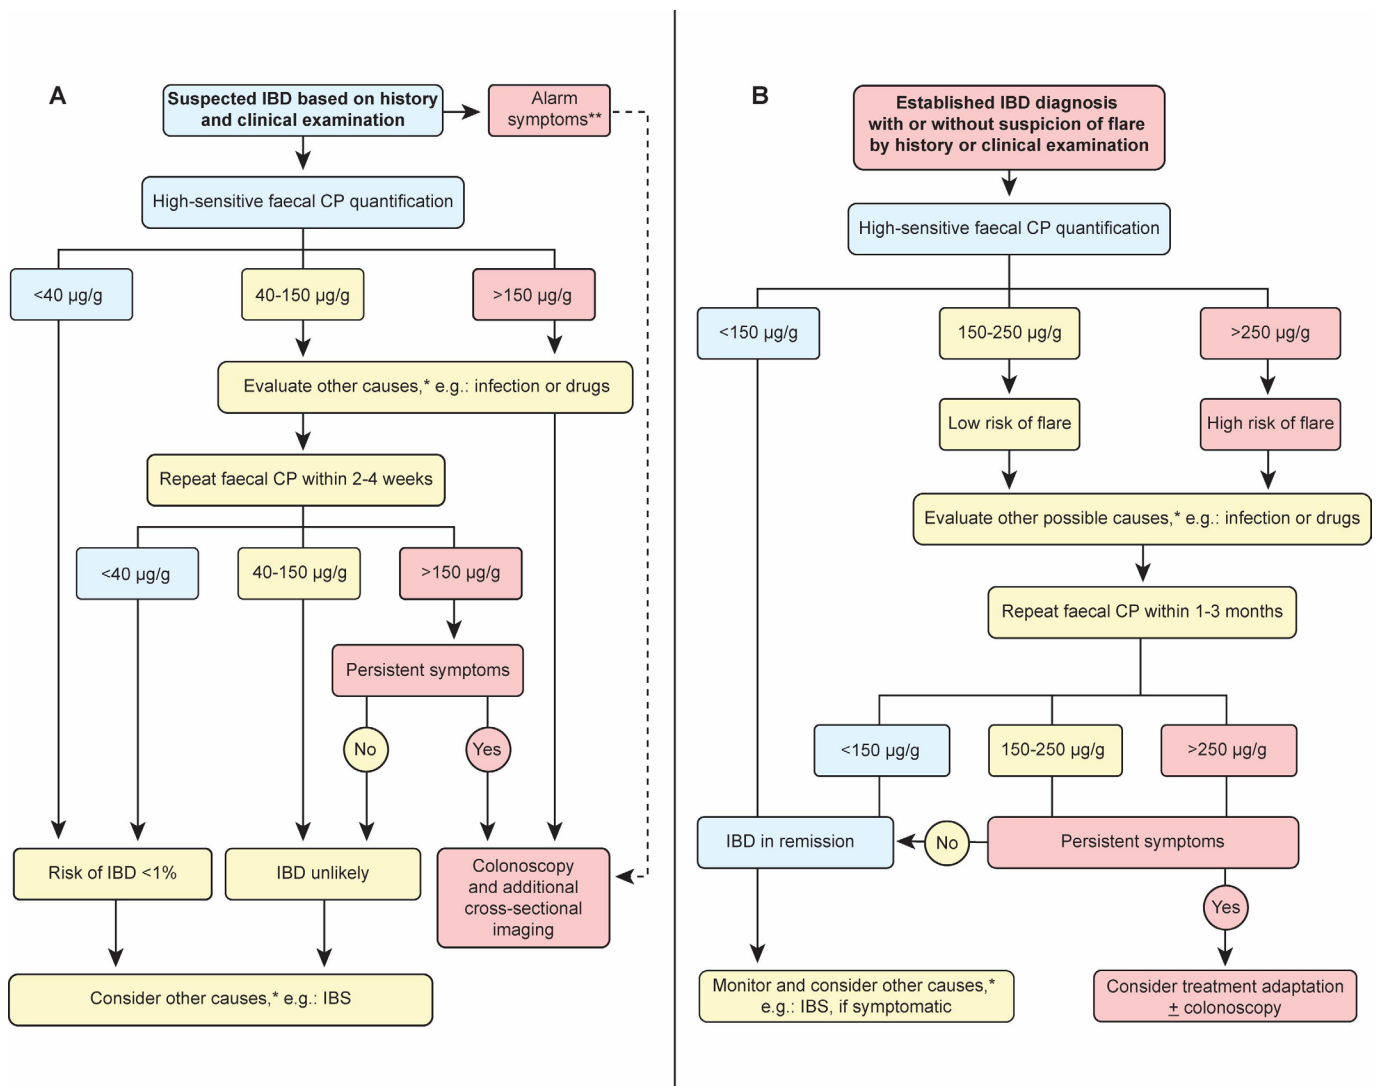 A
Suspected IBD based on history
and clinical examination
Alarm
symptoms**
High-sensitive faecal CP quantification
<40 µg/g
40-150 µg/g
>150 µg/g
Evaluate other causes,* e.g.: infection or drugs
Repeat faecal CP within 2-4 weeks
<40 µg/g
40-150 µg/g
>150 µg/g
Persistent symptoms
No
Yes
Risk of IBD <1%
IBD unlikely
Colonoscopy
and additional
cross-sectional
imaging
Consider other causes,* e.g.: IBS
B
Established IBD diagnosis
with or without suspicion of flare
by history or clinical examination
High-sensitive faecal CP quantification
<150 µg/g
150-250 µg/g
>250 µg/g
Low risk of flare
High risk of flare
Evaluate other possible causes,* e.g.: infection or drugs
Repeat faecal CP within 1-3 months
<150 µg/g
150-250 µg/g
>250 µg/g
IBD in remission
No
Persistent symptoms
Yes
Monitor and consider other causes,*
e.g.: IBS, if symptomatic
Consider treatment adaptation
± colonoscopy